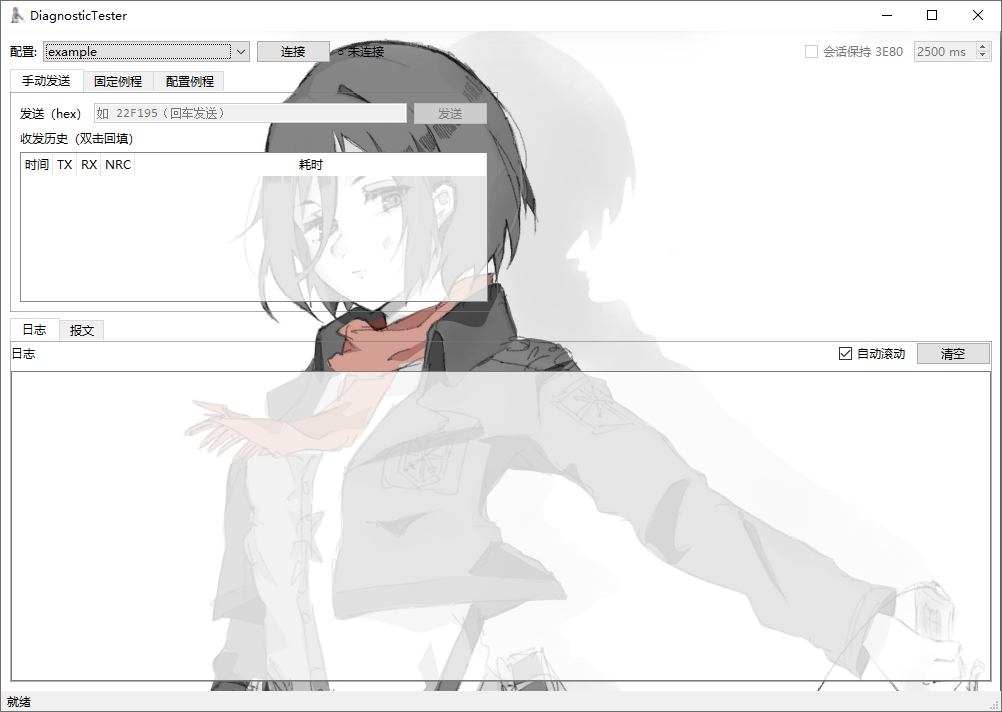 DiagnosticTester
配置: example 连接 ○ 未连接 会话保持 3E80 2500 ms
手动发送 固定例程 配置例程
发送（hex） 如 22F195（回车发送） 发送
收发历史（双击回填）
时间 TX RX NRC 耗时
日志 报文
日志 自动滚动 清空
就绪